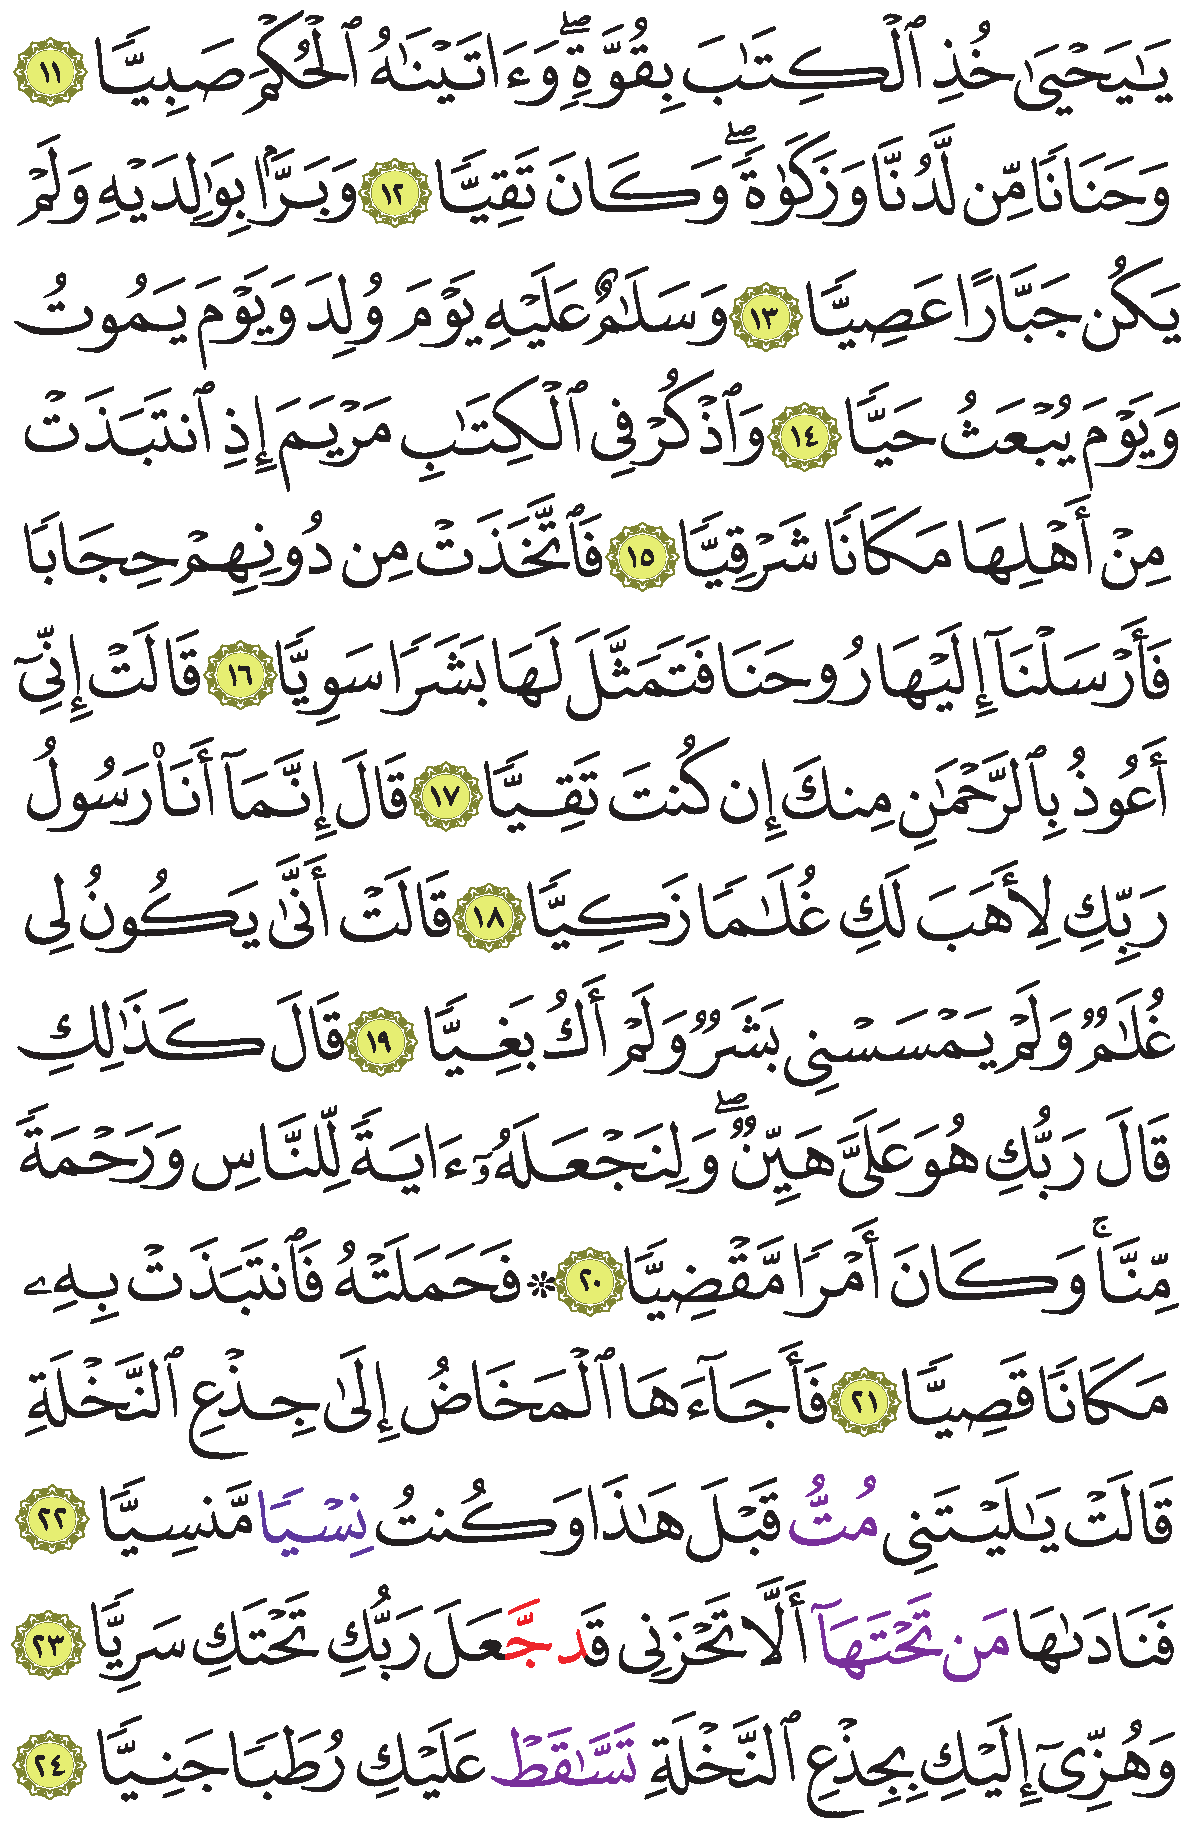 يَٰيَحْيَىٰ خُذِ ٱلْكِتَٰبَ بِقُوَّةٍۖ وَءَاتَيْنَٰهُ ٱلْحُكْمَ صَبِيًّا ١١
وَحَنَانًا مِّن لَّدُنَّا وَزَكَوٰةًۖ وَكَانَ تَقِيًّا ١٢ وَبَرًّۢا بِوَٰلِدَيْهِ وَلَمْ
يَكُن جَبَّارًا عَصِيًّا ١٣ وَسَلَٰمٌ عَلَيْهِ يَوْمَ وُلِدَ وَيَوْمَ يَمُوتُ
وَيَوْمَ يُبْعَثُ حَيًّا ١٤ وَٱذْكُرْ فِى ٱلْكِتَٰبِ مَرْيَمَ إِذِ ٱنتَبَذَتْ
مِنْ أَهْلِهَا مَكَانًا شَرْقِيًّا ١٥ فَٱتَّخَذَتْ مِن دُونِهِمْ حِجَابًا
فَأَرْسَلْنَآ إِلَيْهَا رُوحَنَا فَتَمَثَّلَ لَهَا بَشَرًا سَوِيًّا ١٦ قَالَتْ إِنِّىٓ
أَعُوذُ بِٱلرَّحْمَٰنِ مِنكَ إِن كُنتَ تَقِيًّا ١٧ قَالَ إِنَّمَآ أَنَا۠ رَسُولُ
رَبِّكِ لِأَهَبَ لَكِ غُلَٰمًا زَكِيًّا ١٨ قَالَتْ أَنَّىٰ يَكُونُ لِى
غُلَٰمٌ وَلَمْ يَمْسَسْنِى بَشَرٌ وَلَمْ أَكُ بَغِيًّا ١٩ قَالَ كَذَٰلِكِ
قَالَ رَبُّكِ هُوَ عَلَىَّ هَيِّنٌۖ وَلِنَجْعَلَهُۥٓ ءَايَةً لِّلنَّاسِ وَرَحْمَةً
مِّنَّاۚ وَكَانَ أَمْرًا مَّقْضِيًّا ٢٠ ۞ فَحَمَلَتْهُ فَٱنتَبَذَتْ بِهِۦ
مَكَانًا قَصِيًّا ٢١ فَأَجَآءَهَا ٱلْمَخَاضُ إِلَىٰ جِذْعِ ٱلنَّخْلَةِ
قَالَتْ يَٰلَيْتَنِى مُتُّ قَبْلَ هَٰذَا وَكُنتُ نِسْيًا مَّنسِيًّا ٢٢
فَنَادَىٰهَا مَن تَحْتَهَآ أَلَّا تَحْزَنِى قَد جَّعَلَ رَبُّكِ تَحْتَكِ سَرِيًّا ٢٣
وَهُزِّىٓ إِلَيْكِ بِجِذْعِ ٱلنَّخْلَةِ تَسَّٰقَطْ عَلَيْكِ رُطَبًا جَنِيًّا ٢٤